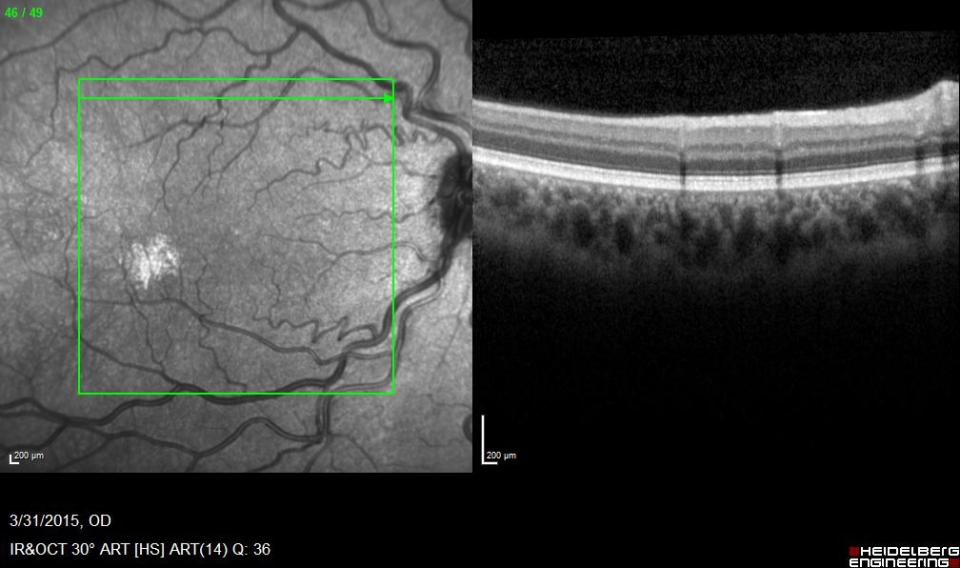 46 / 49
200 µm
200 µm
3/31/2015, OD
IR&OCT 30° ART [HS] ART(14) Q: 36
HEIDELBERG
ENGINEERING